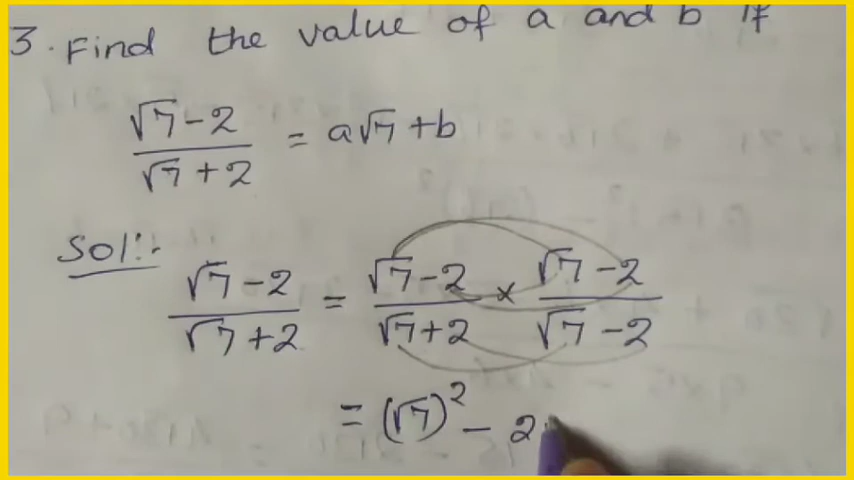 3. Find the value of a and b if
√7-2 / √7+2 = a√7+b
Sol:-
√7-2 / √7+2 = √7-2 / √7+2 × √7-2 / √7-2
= (√7)² - 2